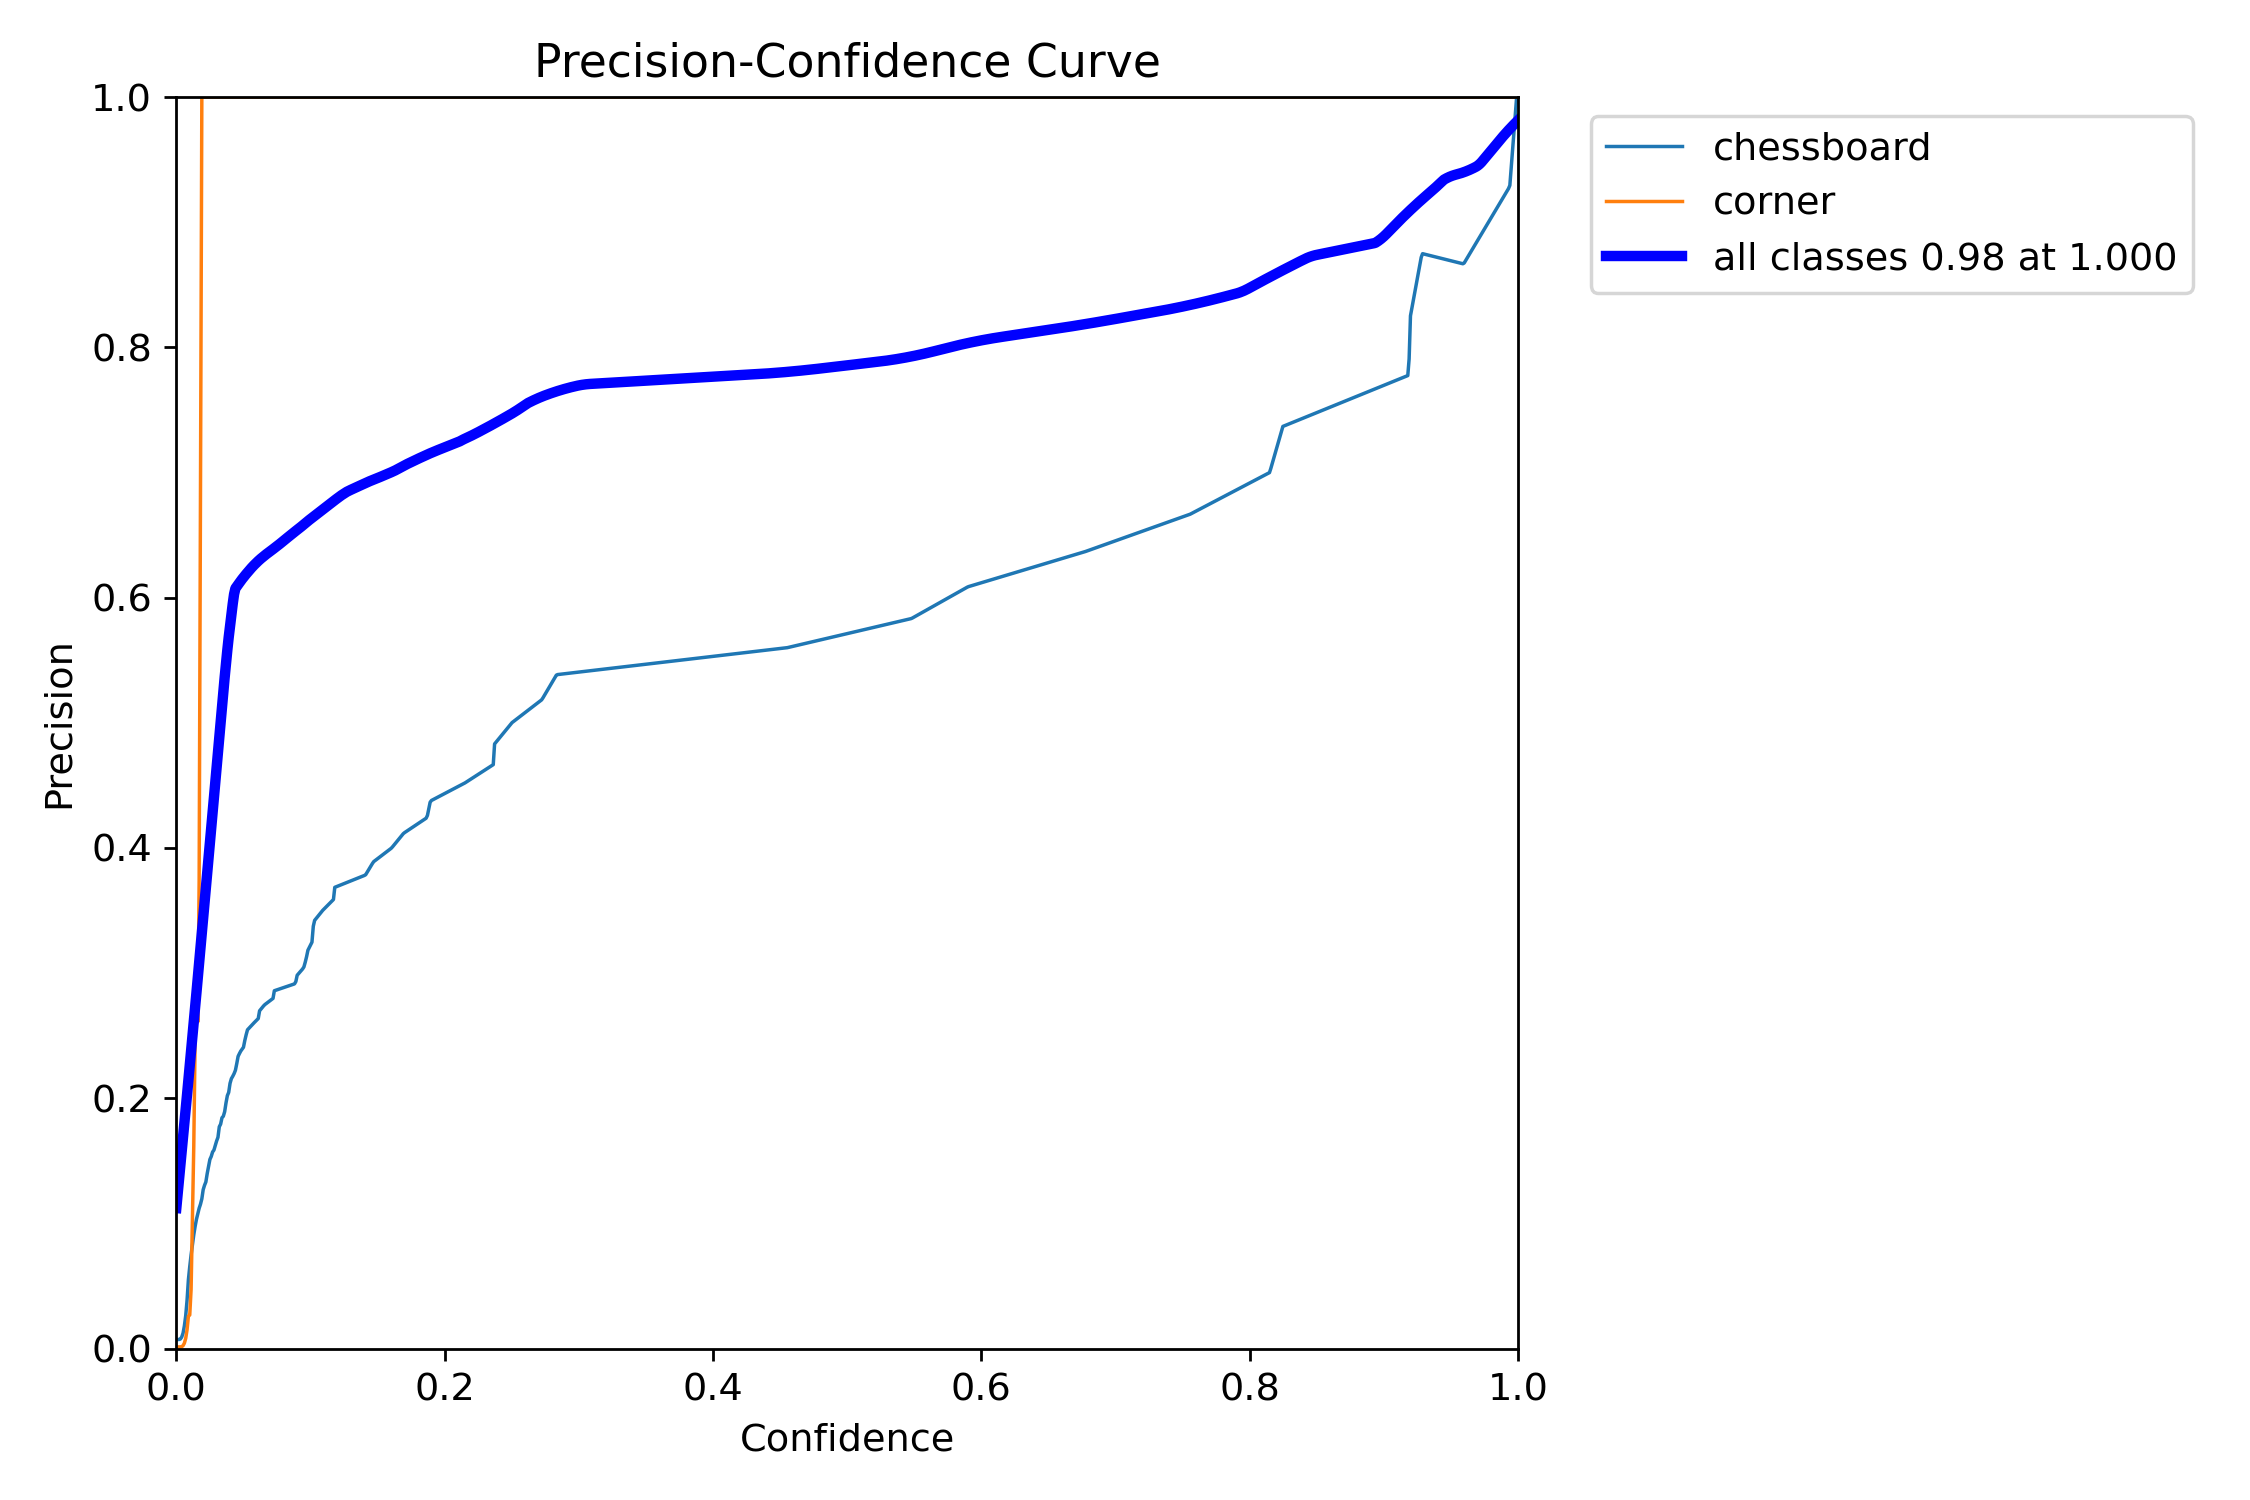 Precision-Confidence Curve
1.0
0.8
0.6
0.4
0.2
0.0
Precision
0.0 0.2 0.4 0.6 0.8 1.0
Confidence
chessboard
corner
all classes 0.98 at 1.000